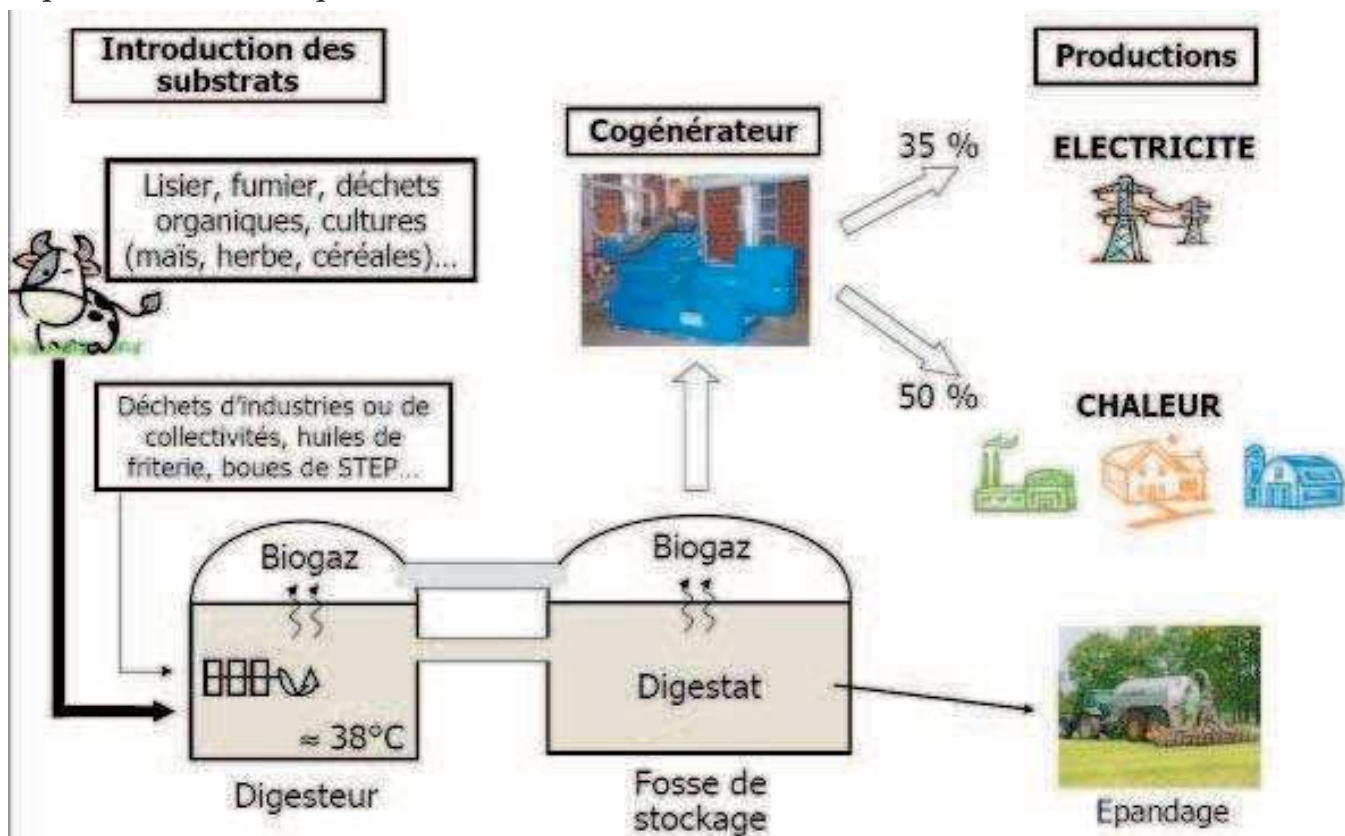 Introduction des
substrats
Productions
Cogénérateur
35 %
ELECTRICITE
Lisier, fumier, déchets
organiques, cultures
(maïs, herbe, céréales)...
50 %
CHALEUR
Déchets d'industries ou de
collectivités, huiles de
friterie, boues de STEP...
Biogaz
Biogaz
Digestat
≈ 38°C
Digesteur
Fosse de
stockage
Epandage